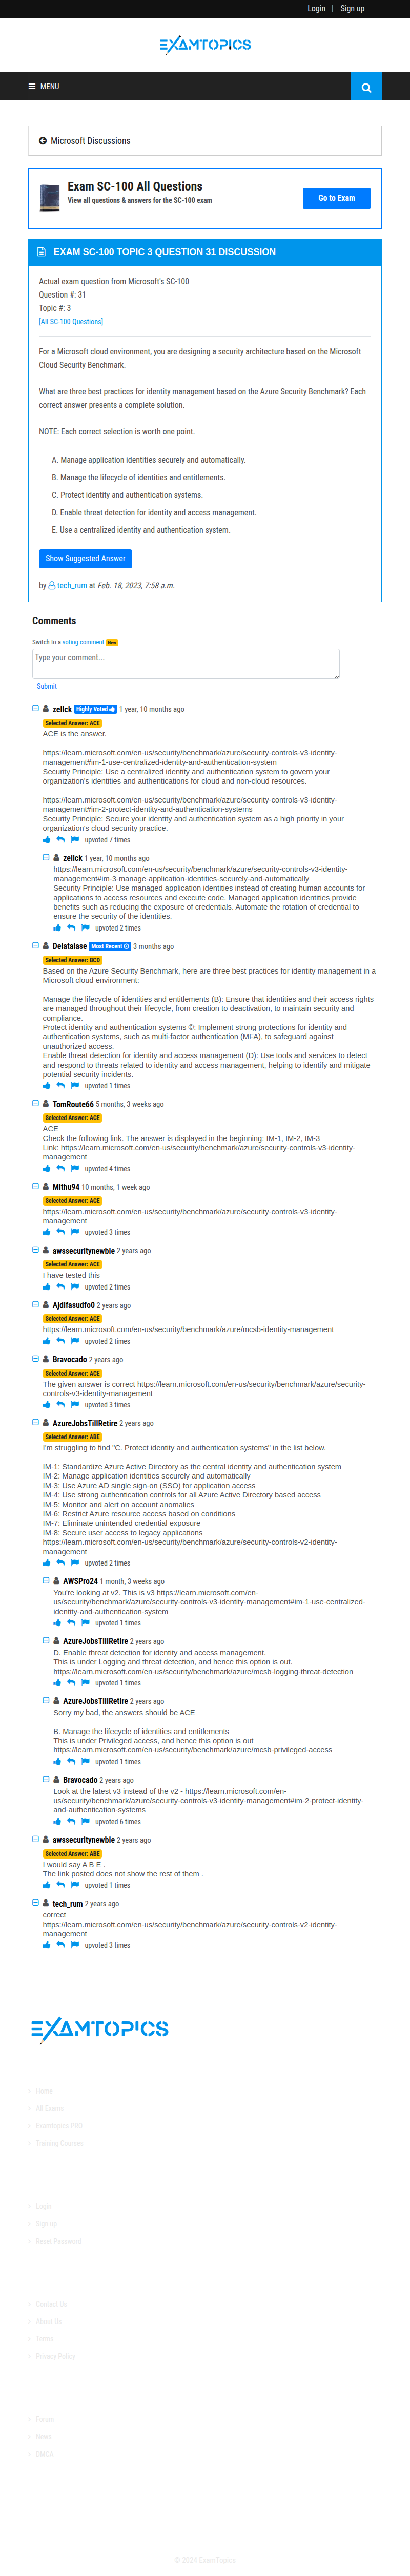 Login | Sign up
EXAMTOPICS
MENU
Microsoft Discussions
Exam SC-100 All Questions
View all questions & answers for the SC-100 exam
Go to Exam
EXAM SC-100 TOPIC 3 QUESTION 31 DISCUSSION
Actual exam question from Microsoft's SC-100
Question #: 31
Topic #: 3
[All SC-100 Questions]
For a Microsoft cloud environment, you are designing a security architecture based on the Microsoft
Cloud Security Benchmark.
What are three best practices for identity management based on the Azure Security Benchmark? Each
correct answer presents a complete solution.
NOTE: Each correct selection is worth one point.
A. Manage application identities securely and automatically.
B. Manage the lifecycle of identities and entitlements.
C. Protect identity and authentication systems.
D. Enable threat detection for identity and access management.
E. Use a centralized identity and authentication system.
Show Suggested Answer
by tech_rum at Feb. 18, 2023, 7:58 a.m.
Comments
Switch to a voting comment New
Type your comment...
Submit
zellck Highly Voted 1 year, 10 months ago
Selected Answer: ACE
ACE is the answer.
https://learn.microsoft.com/en-us/security/benchmark/azure/security-controls-v3-identity-
management#im-1-use-centralized-identity-and-authentication-system
Security Principle: Use a centralized identity and authentication system to govern your
organization's identities and authentications for cloud and non-cloud resources.
https://learn.microsoft.com/en-us/security/benchmark/azure/security-controls-v3-identity-
management#im-2-protect-identity-and-authentication-systems
Security Principle: Secure your identity and authentication system as a high priority in your
organization's cloud security practice.
upvoted 7 times
zellck 1 year, 10 months ago
https://learn.microsoft.com/en-us/security/benchmark/azure/security-controls-v3-identity-
management#im-3-manage-application-identities-securely-and-automatically
Security Principle: Use managed application identities instead of creating human accounts for
applications to access resources and execute code. Managed application identities provide
benefits such as reducing the exposure of credentials. Automate the rotation of credential to
ensure the security of the identities.
upvoted 2 times
Delatalase Most Recent 3 months ago
Selected Answer: BCD
Based on the Azure Security Benchmark, here are three best practices for identity management in a
Microsoft cloud environment:
Manage the lifecycle of identities and entitlements (B): Ensure that identities and their access rights
are managed throughout their lifecycle, from creation to deactivation, to maintain security and
compliance.
Protect identity and authentication systems ©: Implement strong protections for identity and
authentication systems, such as multi-factor authentication (MFA), to safeguard against
unauthorized access.
Enable threat detection for identity and access management (D): Use tools and services to detect
and respond to threats related to identity and access management, helping to identify and mitigate
potential security incidents.
upvoted 1 times
TomRoute66 5 months, 3 weeks ago
Selected Answer: ACE
ACE
Check the following link. The answer is displayed in the beginning: IM-1, IM-2, IM-3
Link: https://learn.microsoft.com/en-us/security/benchmark/azure/security-controls-v3-identity-
management
upvoted 4 times
Mithu94 10 months, 1 week ago
Selected Answer: ACE
https://learn.microsoft.com/en-us/security/benchmark/azure/security-controls-v3-identity-
management
upvoted 3 times
awssecuritynewbie 2 years ago
Selected Answer: ACE
I have tested this
upvoted 2 times
Ajdlfasudfo0 2 years ago
Selected Answer: ACE
https://learn.microsoft.com/en-us/security/benchmark/azure/mcsb-identity-management
upvoted 2 times
Bravocado 2 years ago
Selected Answer: ACE
The given answer is correct https://learn.microsoft.com/en-us/security/benchmark/azure/security-
controls-v3-identity-management
upvoted 3 times
AzureJobsTillRetire 2 years ago
Selected Answer: ABE
I'm struggling to find "C. Protect identity and authentication systems" in the list below.
IM-1: Standardize Azure Active Directory as the central identity and authentication system
IM-2: Manage application identities securely and automatically
IM-3: Use Azure AD single sign-on (SSO) for application access
IM-4: Use strong authentication controls for all Azure Active Directory based access
IM-5: Monitor and alert on account anomalies
IM-6: Restrict Azure resource access based on conditions
IM-7: Eliminate unintended credential exposure
IM-8: Secure user access to legacy applications
https://learn.microsoft.com/en-us/security/benchmark/azure/security-controls-v2-identity-
management
upvoted 2 times
AWSPro24 1 month, 3 weeks ago
You're looking at v2. This is v3 https://learn.microsoft.com/en-
us/security/benchmark/azure/security-controls-v3-identity-management#im-1-use-centralized-
identity-and-authentication-system
upvoted 1 times
AzureJobsTillRetire 2 years ago
D. Enable threat detection for identity and access management.
This is under Logging and threat detection, and hence this option is out.
https://learn.microsoft.com/en-us/security/benchmark/azure/mcsb-logging-threat-detection
upvoted 1 times
AzureJobsTillRetire 2 years ago
Sorry my bad, the answers should be ACE
B. Manage the lifecycle of identities and entitlements
This is under Privileged access, and hence this option is out
https://learn.microsoft.com/en-us/security/benchmark/azure/mcsb-privileged-access
upvoted 1 times
Bravocado 2 years ago
Look at the latest v3 instead of the v2 - https://learn.microsoft.com/en-
us/security/benchmark/azure/security-controls-v3-identity-management#im-2-protect-identity-
and-authentication-systems
upvoted 6 times
awssecuritynewbie 2 years ago
Selected Answer: ABE
I would say A B E .
The link posted does not show the rest of them .
upvoted 1 times
tech_rum 2 years ago
correct
https://learn.microsoft.com/en-us/security/benchmark/azure/security-controls-v2-identity-
management
upvoted 3 times
EXAMTOPICS
Home
All Exams
Examtopics PRO
Training Courses
Login
Sign up
Reset Password
Contact Us
About Us
Terms
Privacy Policy
Forum
News
DMCA
© 2024 ExamTopics